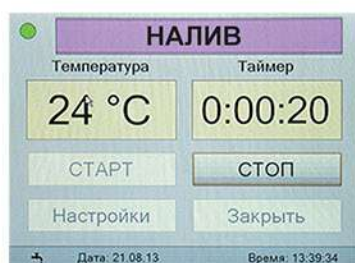 НАЛИВ
Температура Таймер
24 °C 0:00:20
СТАРТ СТОП
Настройки Закрыть
Дата: 21.08.13 Время: 13:39:34